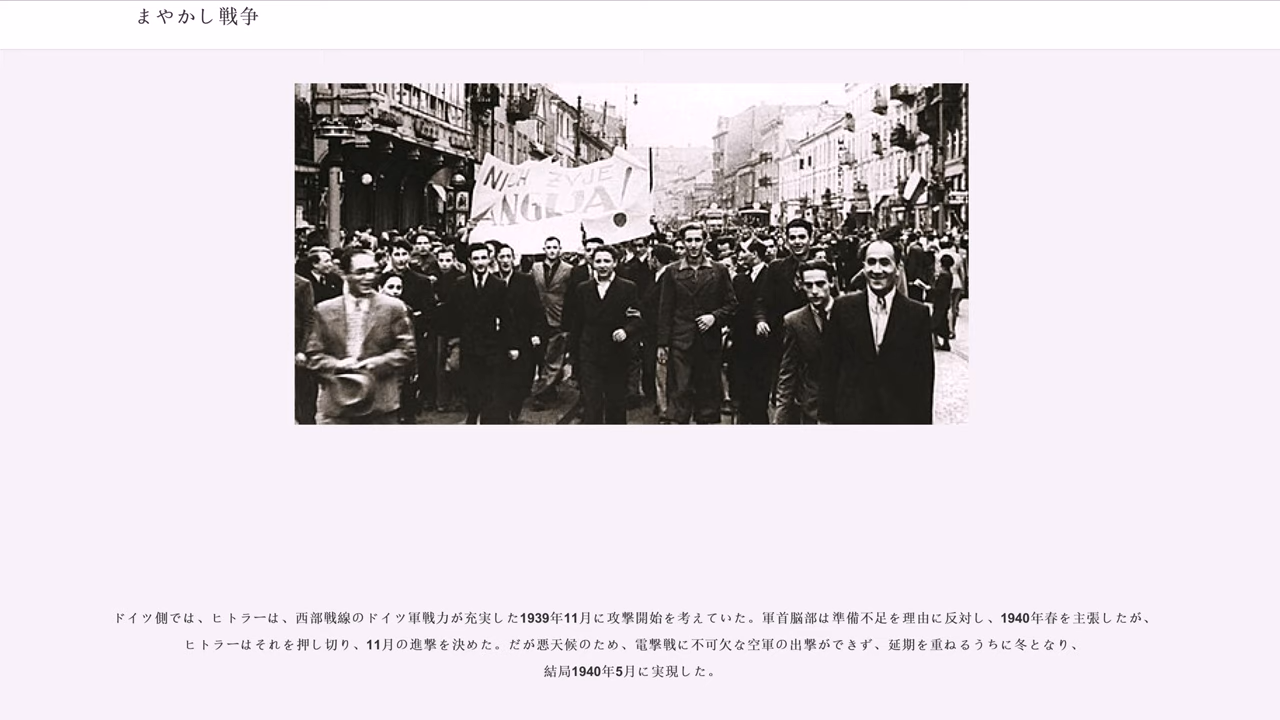 まやかし戦争
NIECH ŻYJE
ANGLJA!
ドイツ側では、ヒトラーは、西部戦線のドイツ軍戦力が充実した1939年11月に攻撃開始を考えていた。軍首脳部は準備不足を理由に反対し、1940年春を主張したが、
ヒトラーはそれを押し切り、11月の進撃を決めた。だが悪天候のため、電撃戦に不可欠な空軍の出撃ができず、延期を重ねるうちに冬となり、
結局1940年5月に実現した。